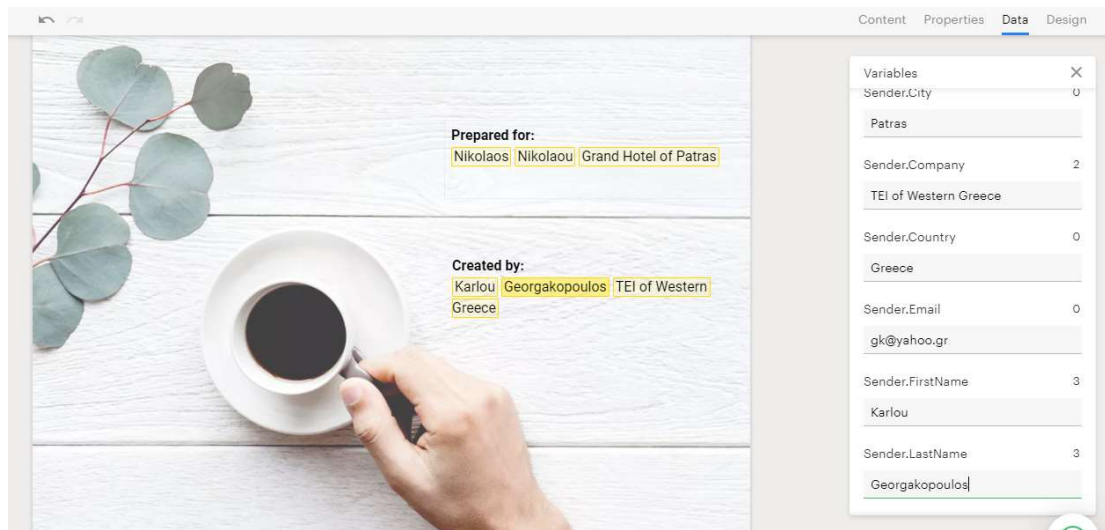 Content Properties Data Design
Prepared for:
Nikolaos Nikolaou Grand Hotel of Patras
Created by:
Karlou Georgakopoulos TEI of Western
Greece
Variables
Sender.City 0
Patras
Sender.Company 2
TEI of Western Greece
Sender.Country 0
Greece
Sender.Email 0
gk@yahoo.gr
Sender.FirstName 3
Karlou
Sender.LastName 3
Georgakopoulos